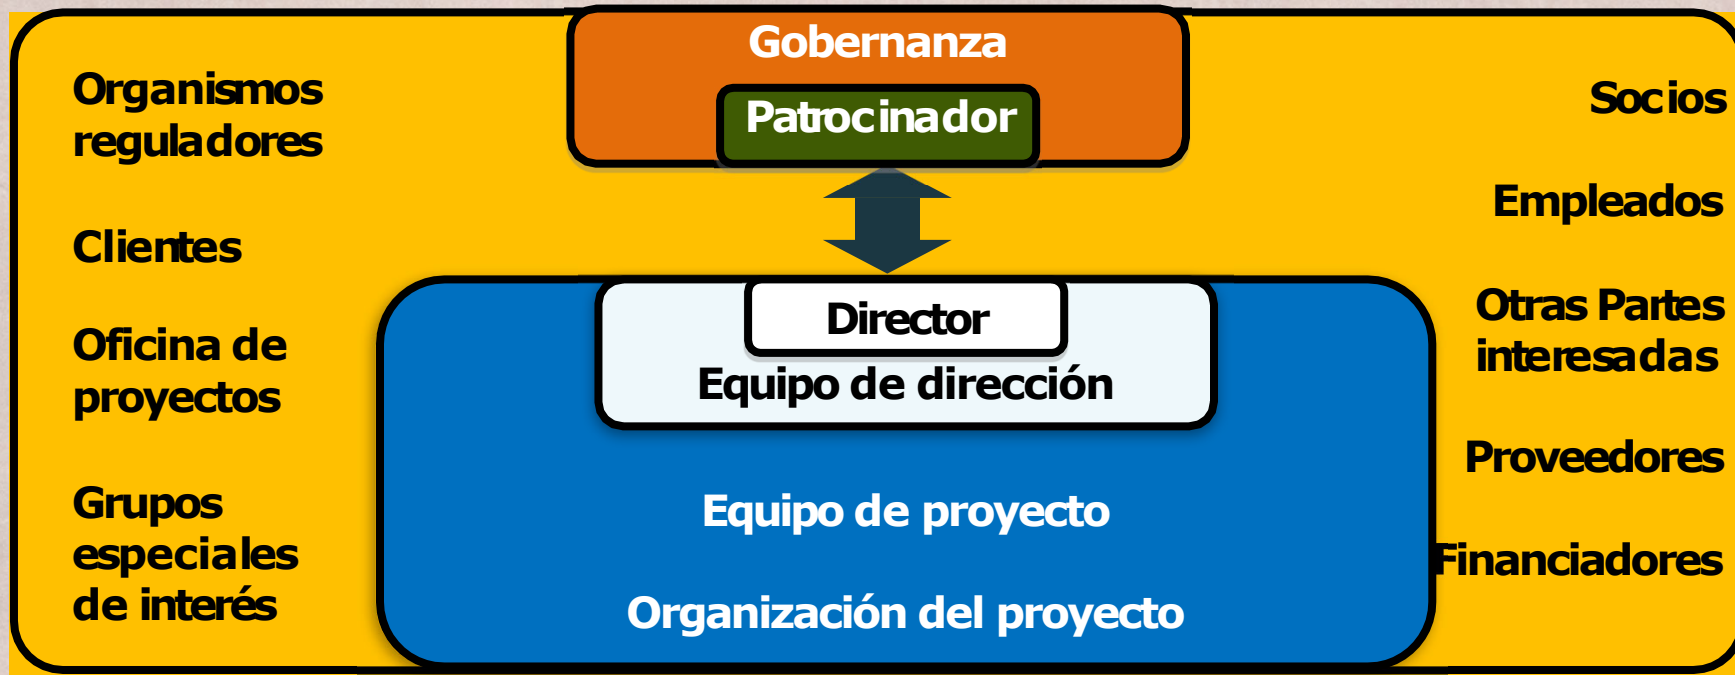 Gobernanza
Patrocinador
Organismos
reguladores
Clientes
Oficina de
proyectos
Grupos
especiales
de interés
Director
Equipo de dirección
Equipo de proyecto
Organización del proyecto
Socios
Empleados
Otras Partes
interesadas
Proveedores
Financiadores